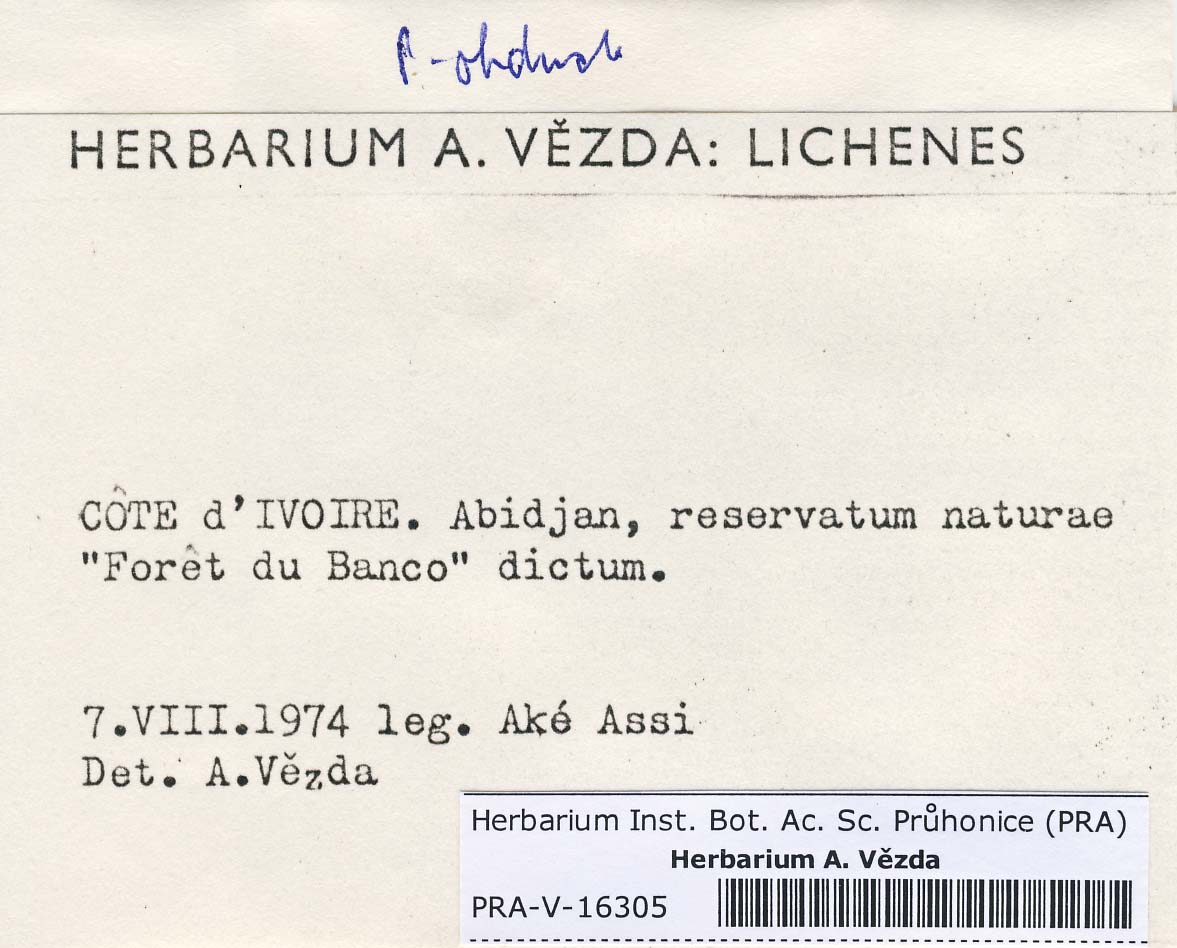 HERBARIUM A. VĚZDA: LICHENES
CÔTE d'IVOIRE. Abidjan, reservatum naturae
"Forêt du Banco" dictum.
7.VIII.1974 leg. Aké Assi
Det. A.Vězda
Herbarium Inst. Bot. Ac. Sc. Průhonice (PRA)
Herbarium A. Vězda
PRA-V-16305